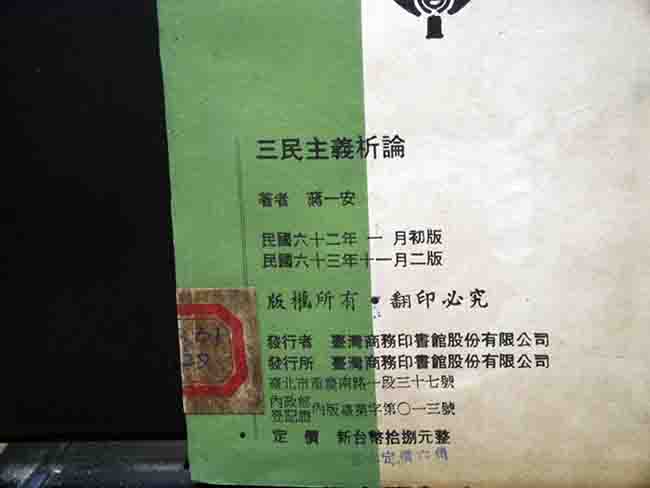 三民主義析論
著者 蔣一安
民國六十二年 一 月初版
民國六十三年十一月二版
版權所有・翻印必究
發行者 臺灣商務印書館股份有限公司
發行所 臺灣商務印書館股份有限公司
臺北市重慶南路一段三十七號
內政部登記證 內版臺業字第〇一三號
定 價 新台幣拾捌元整
定價六角